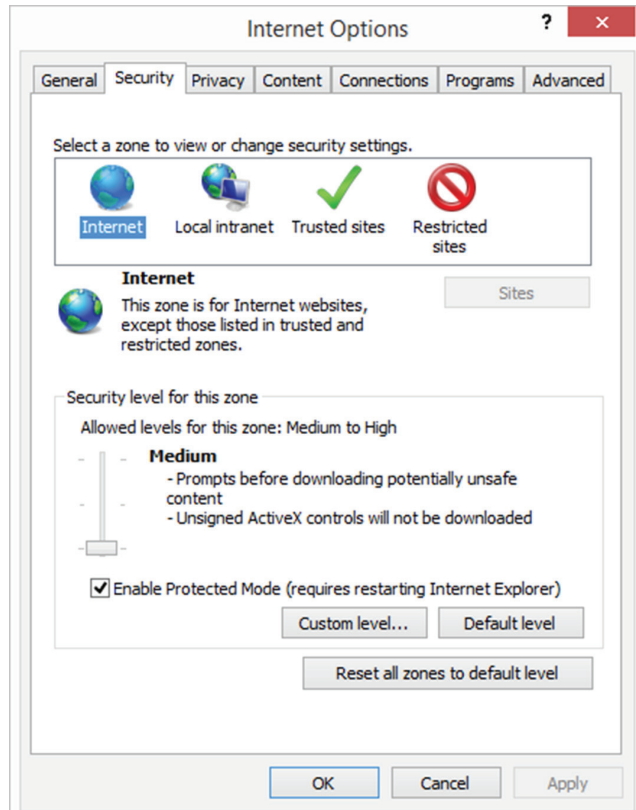 Internet Options
? ×
General Security Privacy Content Connections Programs Advanced
Select a zone to view or change security settings.
Internet Local intranet Trusted sites Restricted
sites
Internet
Sites
This zone is for Internet websites,
except those listed in trusted and
restricted zones.
Security level for this zone
Allowed levels for this zone: Medium to High
Medium
- Prompts before downloading potentially unsafe
content
- Unsigned ActiveX controls will not be downloaded
Enable Protected Mode (requires restarting Internet Explorer)
Custom level... Default level
Reset all zones to default level
OK Cancel Apply